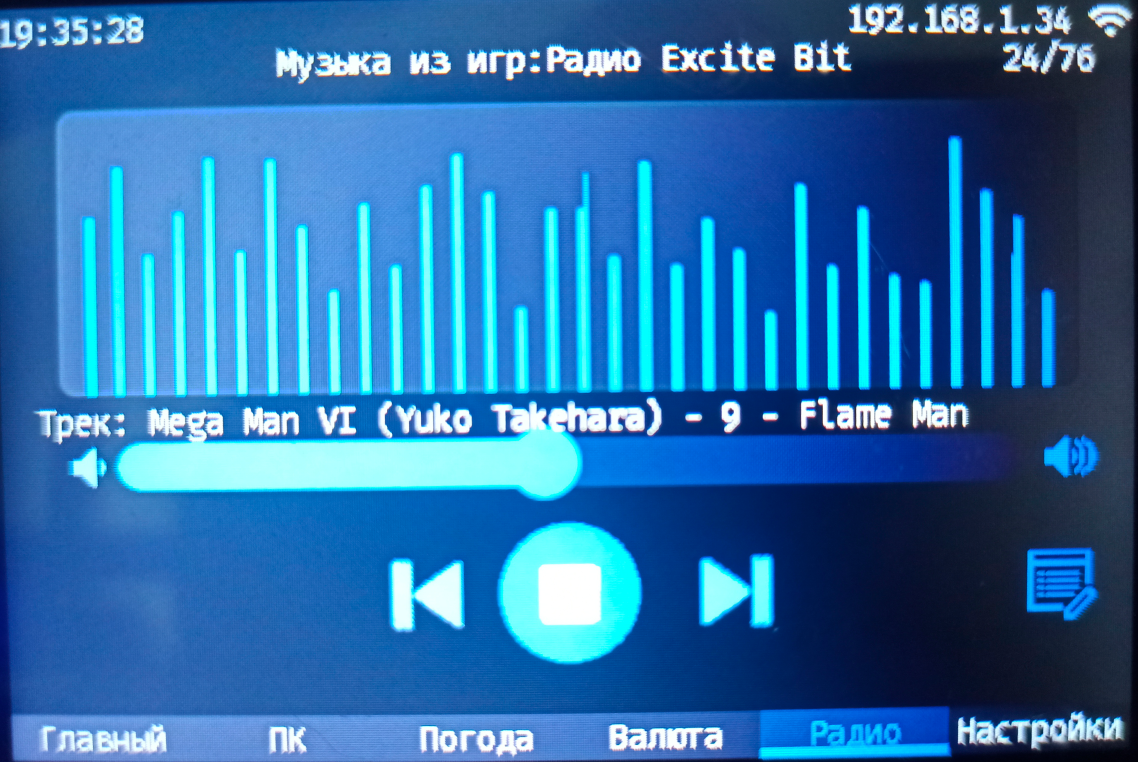 19:35:28
192.168.1.34
Музыка из игр:Радио Excite Bit
24/76
Трек: Mega Man VI (Yuko Takehara) - 9 - Flame Man
Главный ПК Погода Валюта Радио Настройки